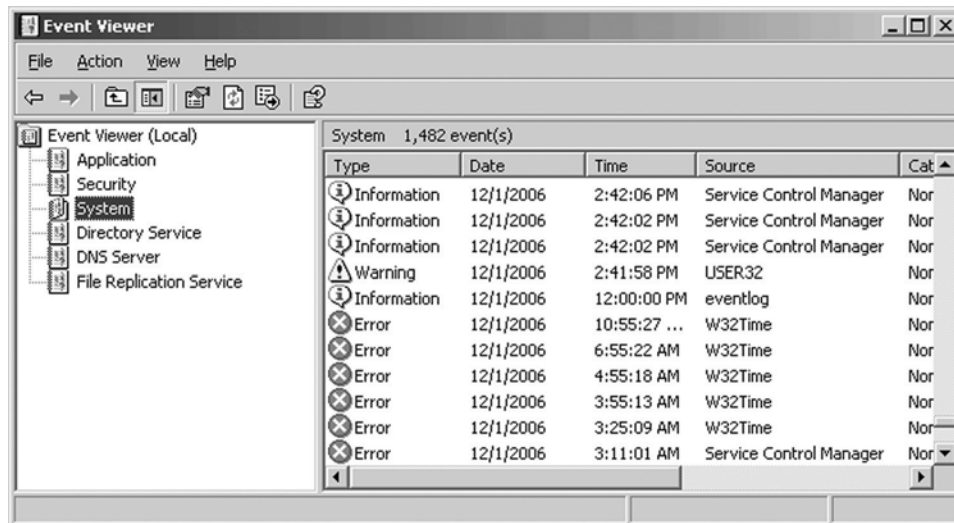 Event Viewer
File Action View Help
Event Viewer (Local)
Application
Security
System
Directory Service
DNS Server
File Replication Service
System 1,482 event(s)
Type Date Time Source Cat
Information 12/1/2006 2:42:06 PM Service Control Manager Nor
Information 12/1/2006 2:42:02 PM Service Control Manager Nor
Information 12/1/2006 2:42:02 PM Service Control Manager Nor
Warning 12/1/2006 2:41:58 PM USER32 Nor
Information 12/1/2006 12:00:00 PM eventlog Nor
Error 12/1/2006 10:55:27 ... W32Time Nor
Error 12/1/2006 6:55:22 AM W32Time Nor
Error 12/1/2006 4:55:18 AM W32Time Nor
Error 12/1/2006 3:55:13 AM W32Time Nor
Error 12/1/2006 3:25:09 AM W32Time Nor
Error 12/1/2006 3:11:01 AM Service Control Manager Nor